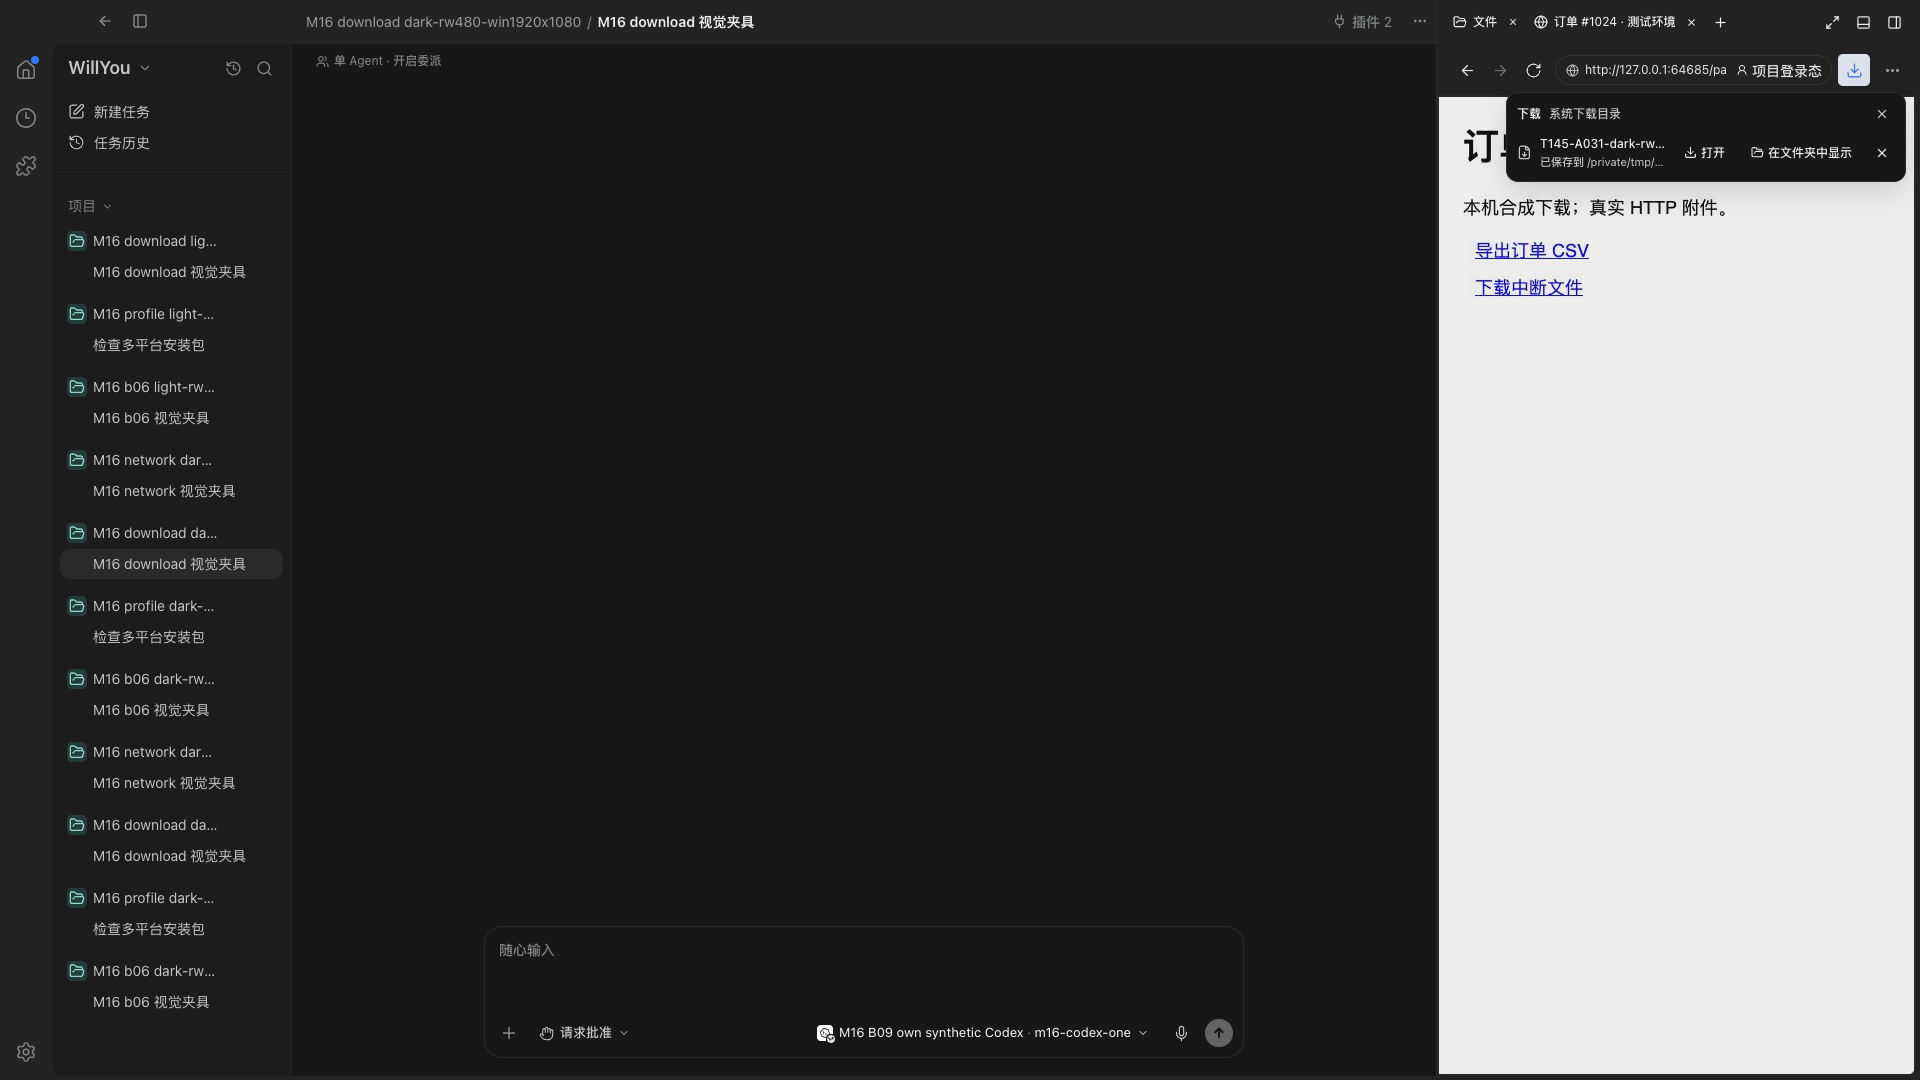 M16 download dark-rw480-win1920x1080 / M16 download 视觉夹具
插件 2
文件
订单 #1024 · 测试环境
WillYou
新建任务
任务历史
项目
M16 download lig...
M16 download 视觉夹具
M16 profile light-...
检查多平台安装包
M16 b06 light-rw...
M16 b06 视觉夹具
M16 network dar...
M16 network 视觉夹具
M16 download da...
M16 download 视觉夹具
M16 profile dark-...
检查多平台安装包
M16 b06 dark-rw...
M16 b06 视觉夹具
M16 network dar...
M16 network 视觉夹具
M16 download da...
M16 download 视觉夹具
M16 profile dark-...
检查多平台安装包
M16 b06 dark-rw...
M16 b06 视觉夹具
单 Agent · 开启委派
随心输入
请求批准
M16 B09 own synthetic Codex · m16-codex-one
http://127.0.0.1:64685/pa
项目登录态
下载 系统下载目录
T145-A031-dark-rw...
已保存到 /private/tmp/...
打开
在文件夹中显示
订
本机合成下载；真实 HTTP 附件。
导出订单 CSV
下载中断文件